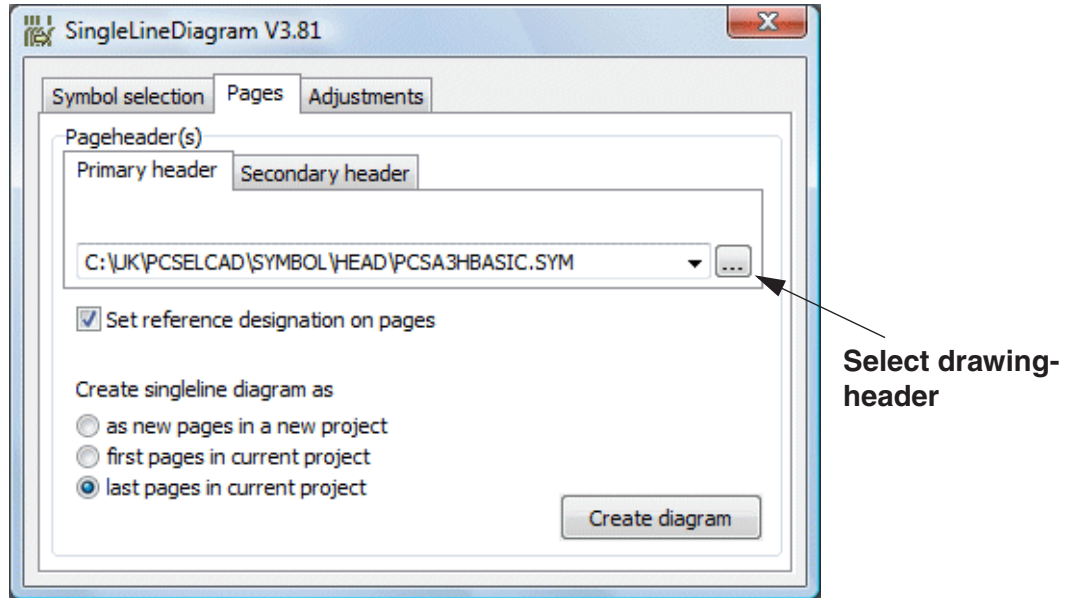 SingleLineDiagram V3.81
Symbol selection Pages Adjustments
Pageheader(s)
Primary header Secondary header
C:\UK\PCSELCAD\SYMBOL\HEAD\PCSA3HBASIC.SYM ...
Set reference designation on pages
Select drawing-
header
Create singleline diagram as
as new pages in a new project
first pages in current project
last pages in current project
Create diagram